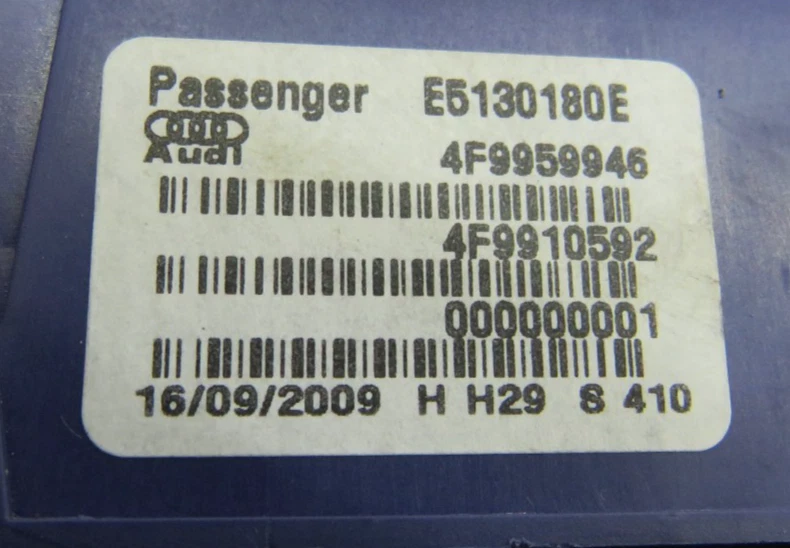 Passenger E5130180E
Audi
4F9959946
4F9910592
000000001
16/09/2009 H H29 S 410